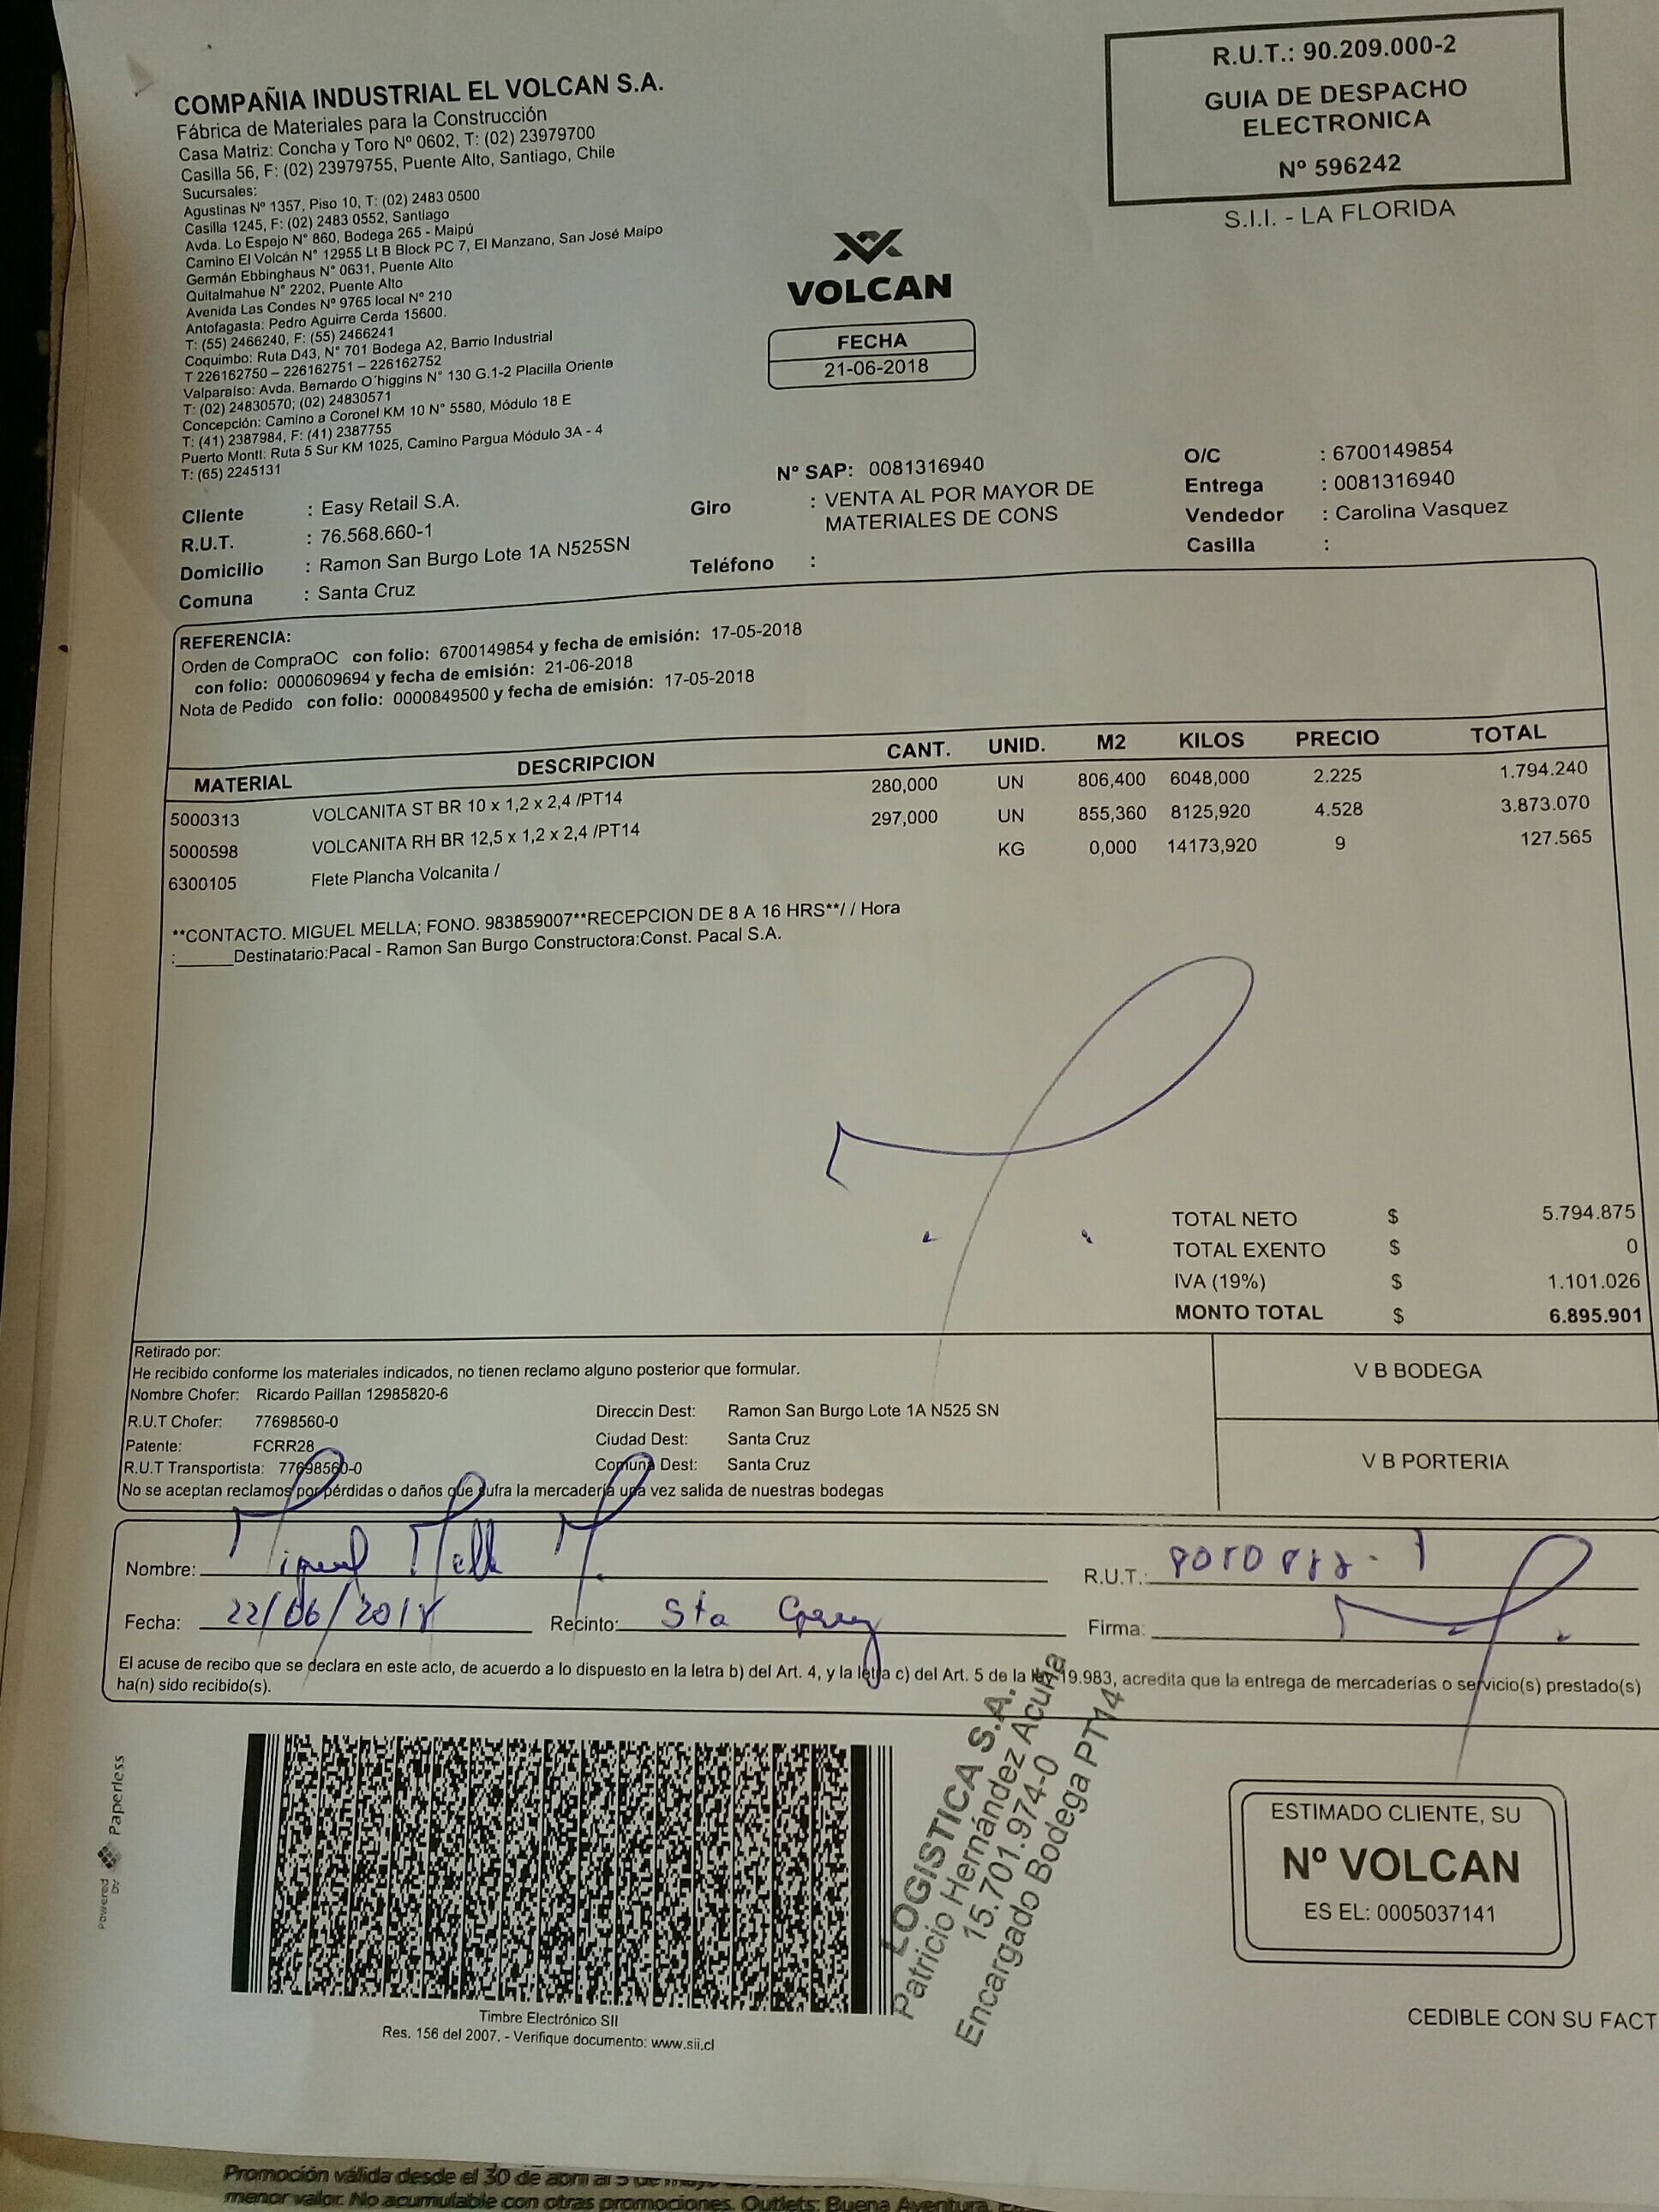 COMPAÑIA INDUSTRIAL EL VOLCAN S.A.
Fábrica de Materiales para la Construcción
Casa Matriz: Concha y Toro Nº 0602, T: (02) 23979700
Casilla 56, F: (02) 23979755, Puente Alto, Santiago, Chile
Sucursales:
Agustinas Nº 1357, Piso 10, T: (02) 2483 0500
Casilla 1245, F: (02) 2483 0552, Santiago
Avda. Lo Espejo N° 860, Bodega 265 - Maipú
Camino El Volcán N° 12955 Lt B Block PC 7, El Manzano, San José Maipo
Germán Ebbinghaus N° 0631, Puente Alto
Quitalmahue N° 2202, Puente Alto
Avenida Las Condes Nº 9765 local N° 210
Antofagasta: Pedro Aguirre Cerda 15600.
T: (55) 2466240, F: (55) 2466241
Coquimbo: Ruta D43, N° 701 Bodega A2, Barrio Industrial
T 226162750 – 226162751 – 226162752
Valparaíso: Avda. Bernardo O´higgins N° 130 G.1-2 Placilla Oriente
T: (02) 24830570; (02) 24830571
Concepción: Camino a Coronel KM 10 N° 5580, Módulo 18 E
T: (41) 2387984, F: (41) 2387755
Puerto Montt: Ruta 5 Sur KM 1025, Camino Pargua Módulo 3A - 4
T: (65) 2245131
R.U.T.: 90.209.000-2
GUIA DE DESPACHO
ELECTRONICA
Nº 596242
S.I.I. - LA FLORIDA
VOLCAN
FECHA
21-06-2018
Nº SAP: 0081316940
Cliente : Easy Retail S.A.
R.U.T. : 76.568.660-1
Domicilio : Ramon San Burgo Lote 1A N525SN
Comuna : Santa Cruz
Giro : VENTA AL POR MAYOR DE
MATERIALES DE CONS
Teléfono :
O/C : 6700149854
Entrega : 0081316940
Vendedor : Carolina Vasquez
Casilla :
REFERENCIA:
Orden de CompraOC con folio: 6700149854 y fecha de emisión: 17-05-2018
con folio: 0000609694 y fecha de emisión: 21-06-2018
Nota de Pedido con folio: 0000849500 y fecha de emisión: 17-05-2018
MATERIAL DESCRIPCION CANT. UNID. M2 KILOS PRECIO TOTAL
5000313 VOLCANITA ST BR 10 x 1,2 x 2,4 /PT14 280,000 UN 806,400 6048,000 2.225 1.794.240
5000598 VOLCANITA RH BR 12,5 x 1,2 x 2,4 /PT14 297,000 UN 855,360 8125,920 4.528 3.873.070
6300105 Flete Plancha Volcanita / KG 0,000 14173,920 9 127.565
**CONTACTO. MIGUEL MELLA; FONO. 983859007**RECEPCION DE 8 A 16 HRS**/ / Hora
:______Destinatario:Pacal - Ramon San Burgo Constructora:Const. Pacal S.A.
TOTAL NETO $ 5.794.875
TOTAL EXENTO $ 0
IVA (19%) $ 1.101.026
MONTO TOTAL $ 6.895.901
Retirado por:
He recibido conforme los materiales indicados, no tienen reclamo alguno posterior que formular.
Nombre Chofer: Ricardo Paillan 12985820-6
R.U.T Chofer: 77698560-0
Patente: FCRR28
R.U.T Transportista: 77698560-0
Direccin Dest: Ramon San Burgo Lote 1A N525 SN
Ciudad Dest: Santa Cruz
Comuna Dest: Santa Cruz
No se aceptan reclamos por pérdidas o daños que sufra la mercadería una vez salida de nuestras bodegas
V B BODEGA
V B PORTERIA
Nombre: Miguel Mella M.
R.U.T.:
Fecha: 22/06/2018 Recinto: Sta Cruz
Firma:
El acuse de recibo que se declara en este acto, de acuerdo a lo dispuesto en la letra b) del Art. 4, y la letra c) del Art. 5 de la ley 19.983, acredita que la entrega de mercaderías o servicio(s) prestado(s)
ha(n) sido recibido(s).
Powered by Paperless
LOGISTICA S.A.
Patricio Hernández Acuña
15.701.974-0
Encargado Bodega PT14
Timbre Electrónico SII
Res. 156 del 2007. - Verifique documento: www.sii.cl
ESTIMADO CLIENTE, SU
Nº VOLCAN
ES EL: 0005037141
CEDIBLE CON SU FACT
Promoción válida desde el 30 de abril al 5 de
menor valor. No acumulable con otras promociones. Outlets: Buena Aventura,